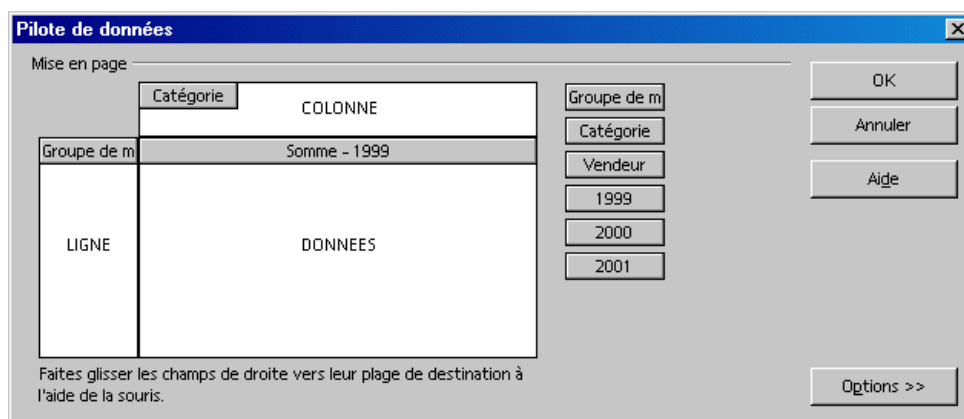 Pilote de données
Mise en page
Catégorie
COLONNE
Groupe de m
Somme - 1999
LIGNE
DONNEES
Groupe de m
Catégorie
Vendeur
1999
2000
2001
OK
Annuler
Aide
Faites glisser les champs de droite vers leur plage de destination à
l'aide de la souris.
Options >>